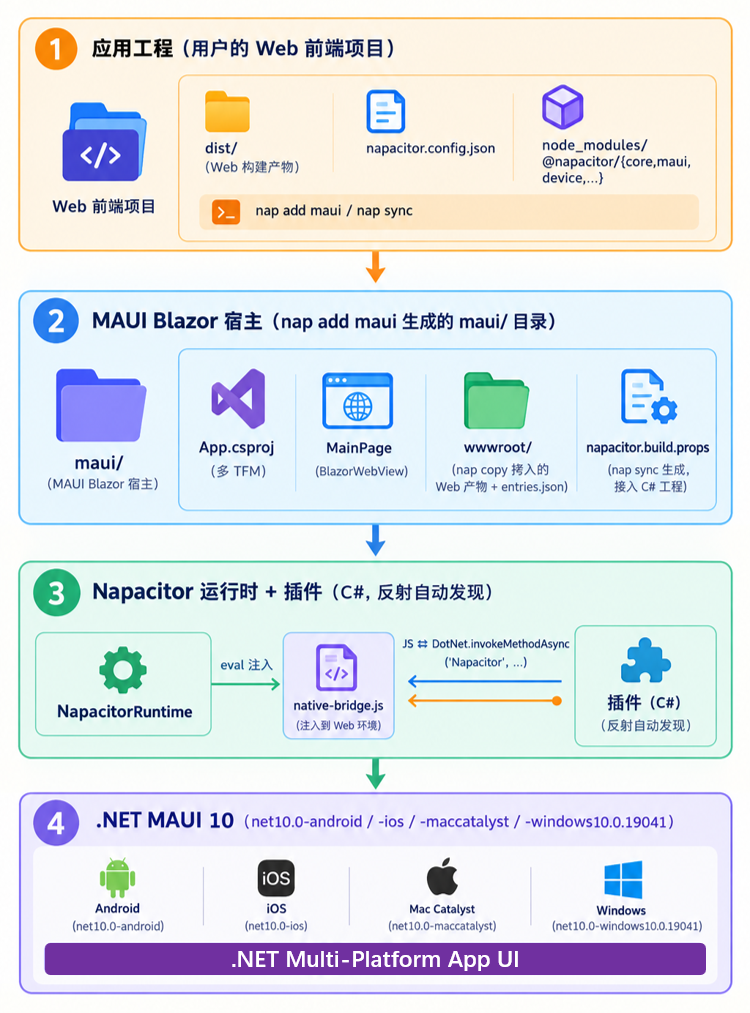 1 应用工程（用户的 Web 前端项目）
</>
Web 前端项目
dist/
（Web 构建产物）
napacitor.config.json
node_modules/
@napacitor/{core,maui,
device,...}
>_ nap add maui / nap sync
2 MAUI Blazor 宿主（nap add maui 生成的 maui/ 目录）
maui/
（MAUI Blazor 宿主）
App.csproj
（多 TFM）
MainPage
(BlazorWebView)
wwwroot/
（nap copy 拷入的
Web 产物 + entries.json）
napacitor.build.props
（nap sync 生成，
接入 C# 工程）
3 Napacitor 运行时 + 插件（C#, 反射自动发现）
NapacitorRuntime
eval 注入
</>
native-bridge.js
（注入到 Web 环境）
JS ⇄ DotNet.invokeMethodAsync
('Napacitor', ...)
插件（C#）
（反射自动发现）
4 .NET MAUI 10（net10.0-android / -ios / -maccatalyst / -windows10.0.19041）
Android
(net10.0-android)
iOS
iOS
(net10.0-ios)
Mac Catalyst
(net10.0-maccatalyst)
Windows
(net10.0-windows10.0.19041)
.NET Multi-Platform App UI